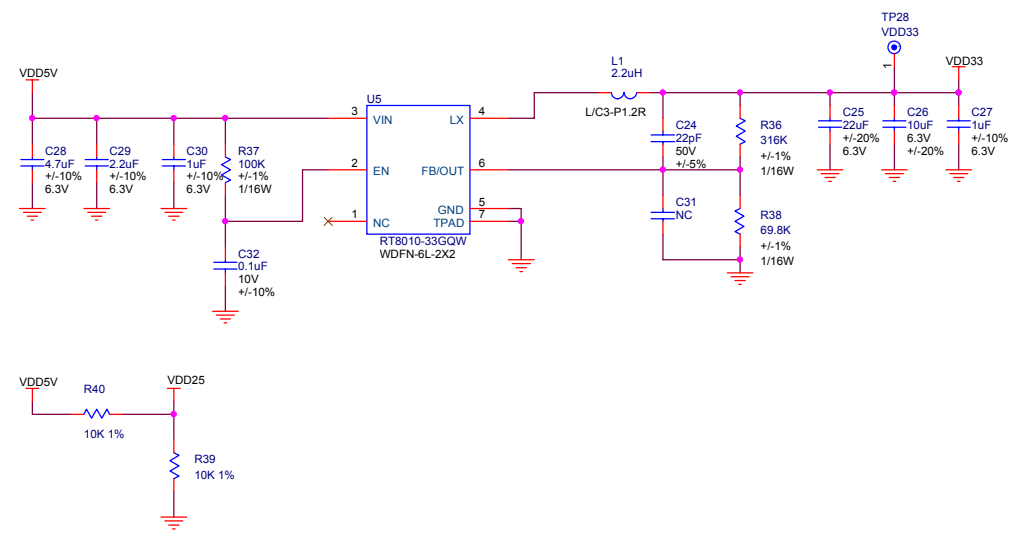 TP28
VDD33
1
VDD5V
L1
2.2uH
L/C3-P1.2R
VDD33
U5
3
VIN
LX
4
2
EN
FB/OUT
6
GND
5
1
NC
TPAD
7
RT8010-33GQW
WDFN-6L-2X2
C28
4.7uF
+/-10%
6.3V
C29
2.2uF
+/-10%
6.3V
C30
1uF
+/-10%
6.3V
R37
100K
+/-1%
1/16W
C32
0.1uF
10V
+/-10%
C24
22pF
50V
+/-5%
R36
316K
+/-1%
1/16W
C31
NC
R38
69.8K
+/-1%
1/16W
C25
22uF
+/-20%
6.3V
C26
10uF
6.3V
+/-20%
C27
1uF
+/-10%
6.3V
VDD5V
R40
10K 1%
VDD25
R39
10K 1%